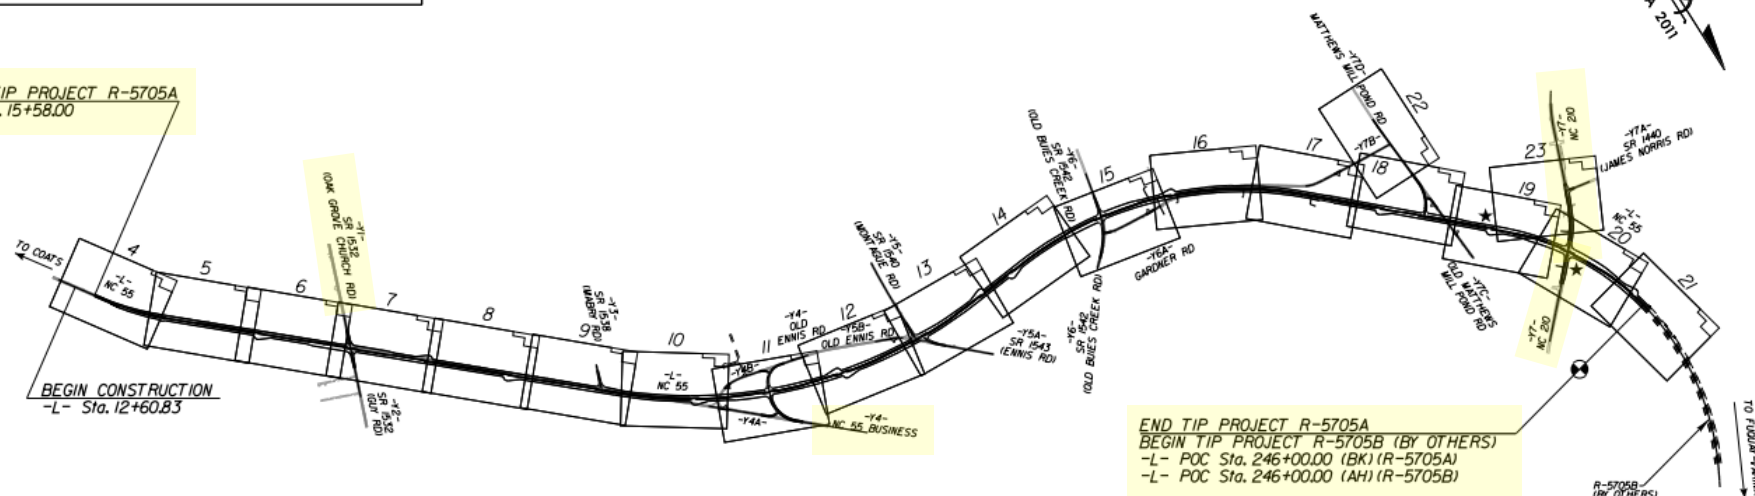 A 2011
TIP PROJECT R-5705A
. 15+58.00
TO COATS
BEGIN CONSTRUCTION
-L- Sta. 12+60.83
4
-L-
NC 55
5
6
-Y1-
SR 1532
(OAK GROVE CHURCH RD)
7
-Y2-
SR 1532
(GUY RD)
8
9
-Y3-
SR 1538
(MABRY RD)
10
-L-
NC 55
11
-Y4-
OLD
ENNIS RD
-Y4B-
-Y4A-
-Y4-
NC 55 BUSINESS
12
-Y5B-
OLD ENNIS RD
-Y5-
SR 1540
(MONTAGUE RD)
13
-Y5A-
SR 1543
(ENNIS RD)
14
-Y6-
SR 1542
(OLD BUIES CREEK RD)
15
-Y6-
SR 1542
(OLD BUIES CREEK RD)
-Y6A-
GARDNER RD
16
17
-Y7B-
18
-Y7D-
MATTHEWS MILL POND RD
22
-Y7C-
OLD MATTHEWS
MILL POND RD
19
23
-Y7-
NC 210
-Y7A-
SR 1440
(JAMES NORRIS RD)
-L-
NC 55
20
21
-Y7-
NC 210
END TIP PROJECT R-5705A
BEGIN TIP PROJECT R-5705B (BY OTHERS)
-L- POC Sta. 246+00.00 (BK) (R-5705A)
-L- POC Sta. 246+00.00 (AH) (R-5705B)
R-5705B
(BY OTHERS)
TO FUQUAY-